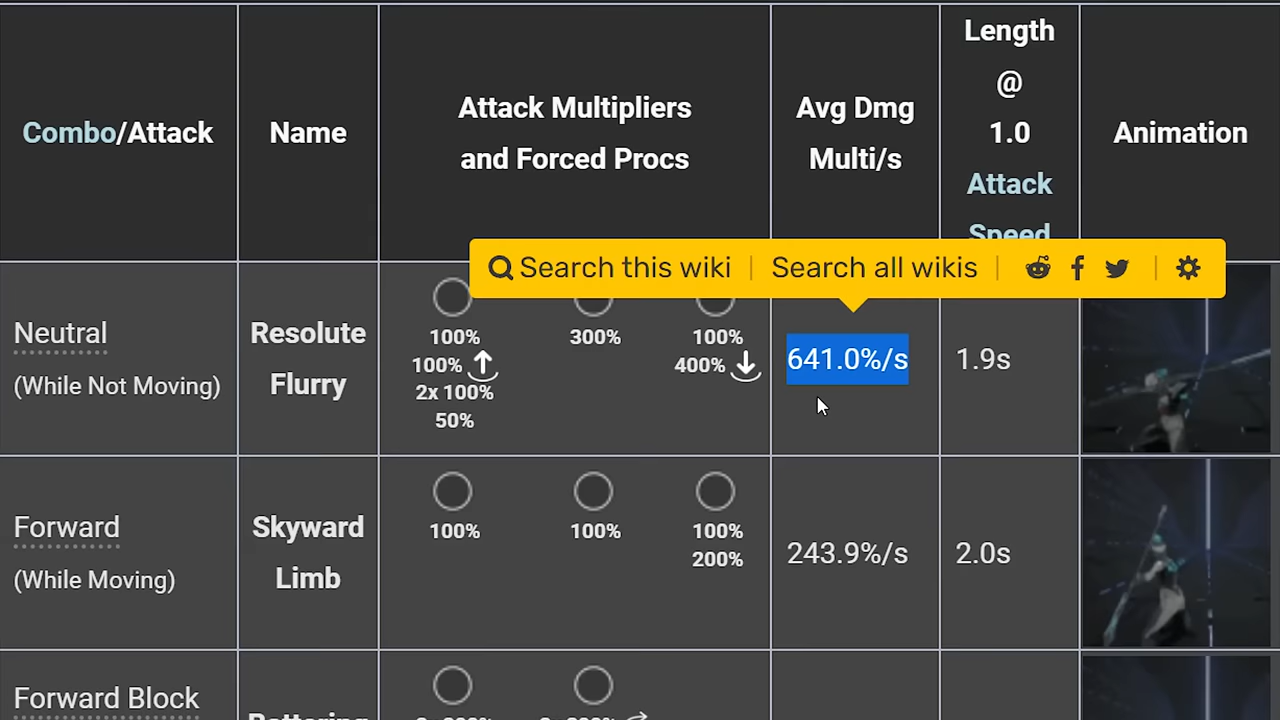 Combo/Attack
Name
Attack Multipliers
and Forced Procs
Avg Dmg
Multi/s
Length
@
1.0
Attack
Speed
Animation
Search this wiki
Search all wikis
Neutral
(While Not Moving)
Resolute
Flurry
100%
100%
2x 100%
50%
300%
100%
400%
641.0%/s
1.9s
Forward
(While Moving)
Skyward
Limb
100%
100%
100%
200%
243.9%/s
2.0s
Forward Block